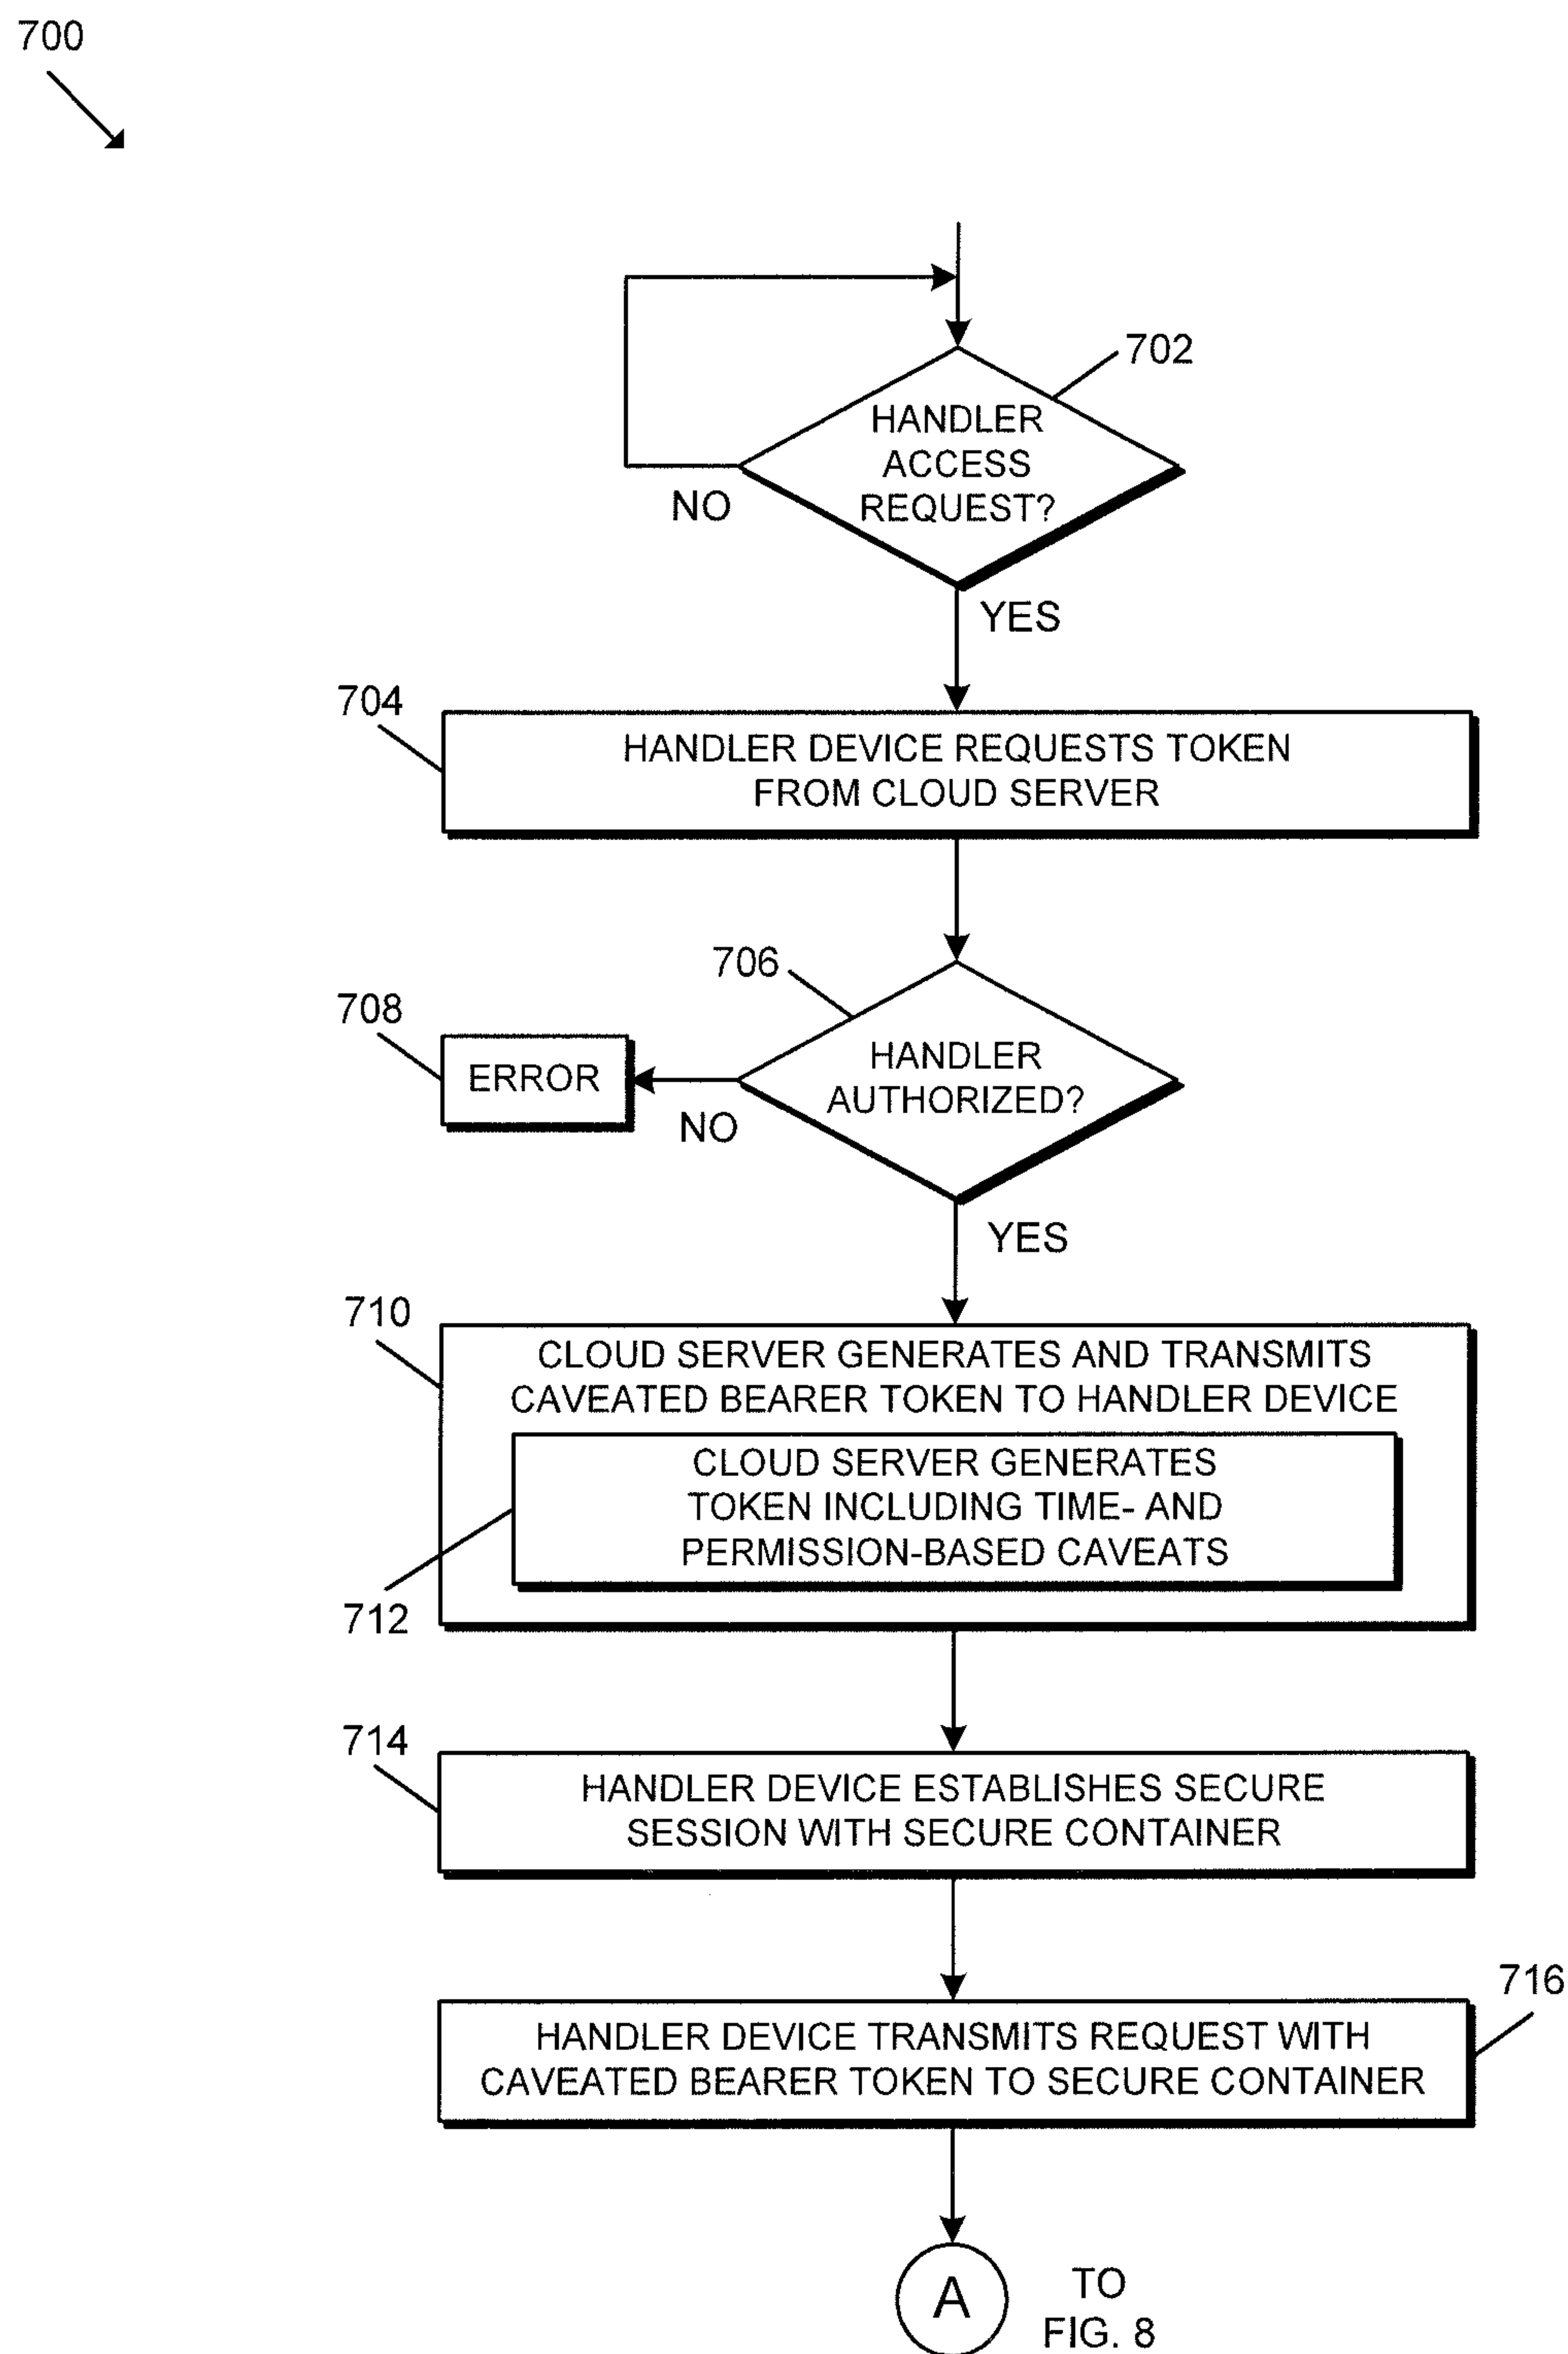 700
702
HANDLER
ACCESS
REQUEST?
NO
YES
704
HANDLER DEVICE REQUESTS TOKEN
FROM CLOUD SERVER
706
708
HANDLER
AUTHORIZED?
ERROR
NO
YES
710
CLOUD SERVER GENERATES AND TRANSMITS
CAVEATED BEARER TOKEN TO HANDLER DEVICE
CLOUD SERVER GENERATES
TOKEN INCLUDING TIME- AND
PERMISSION-BASED CAVEATS
712
714
HANDLER DEVICE ESTABLISHES SECURE
SESSION WITH SECURE CONTAINER
716
HANDLER DEVICE TRANSMITS REQUEST WITH
CAVEATED BEARER TOKEN TO SECURE CONTAINER
A
TO
FIG. 8